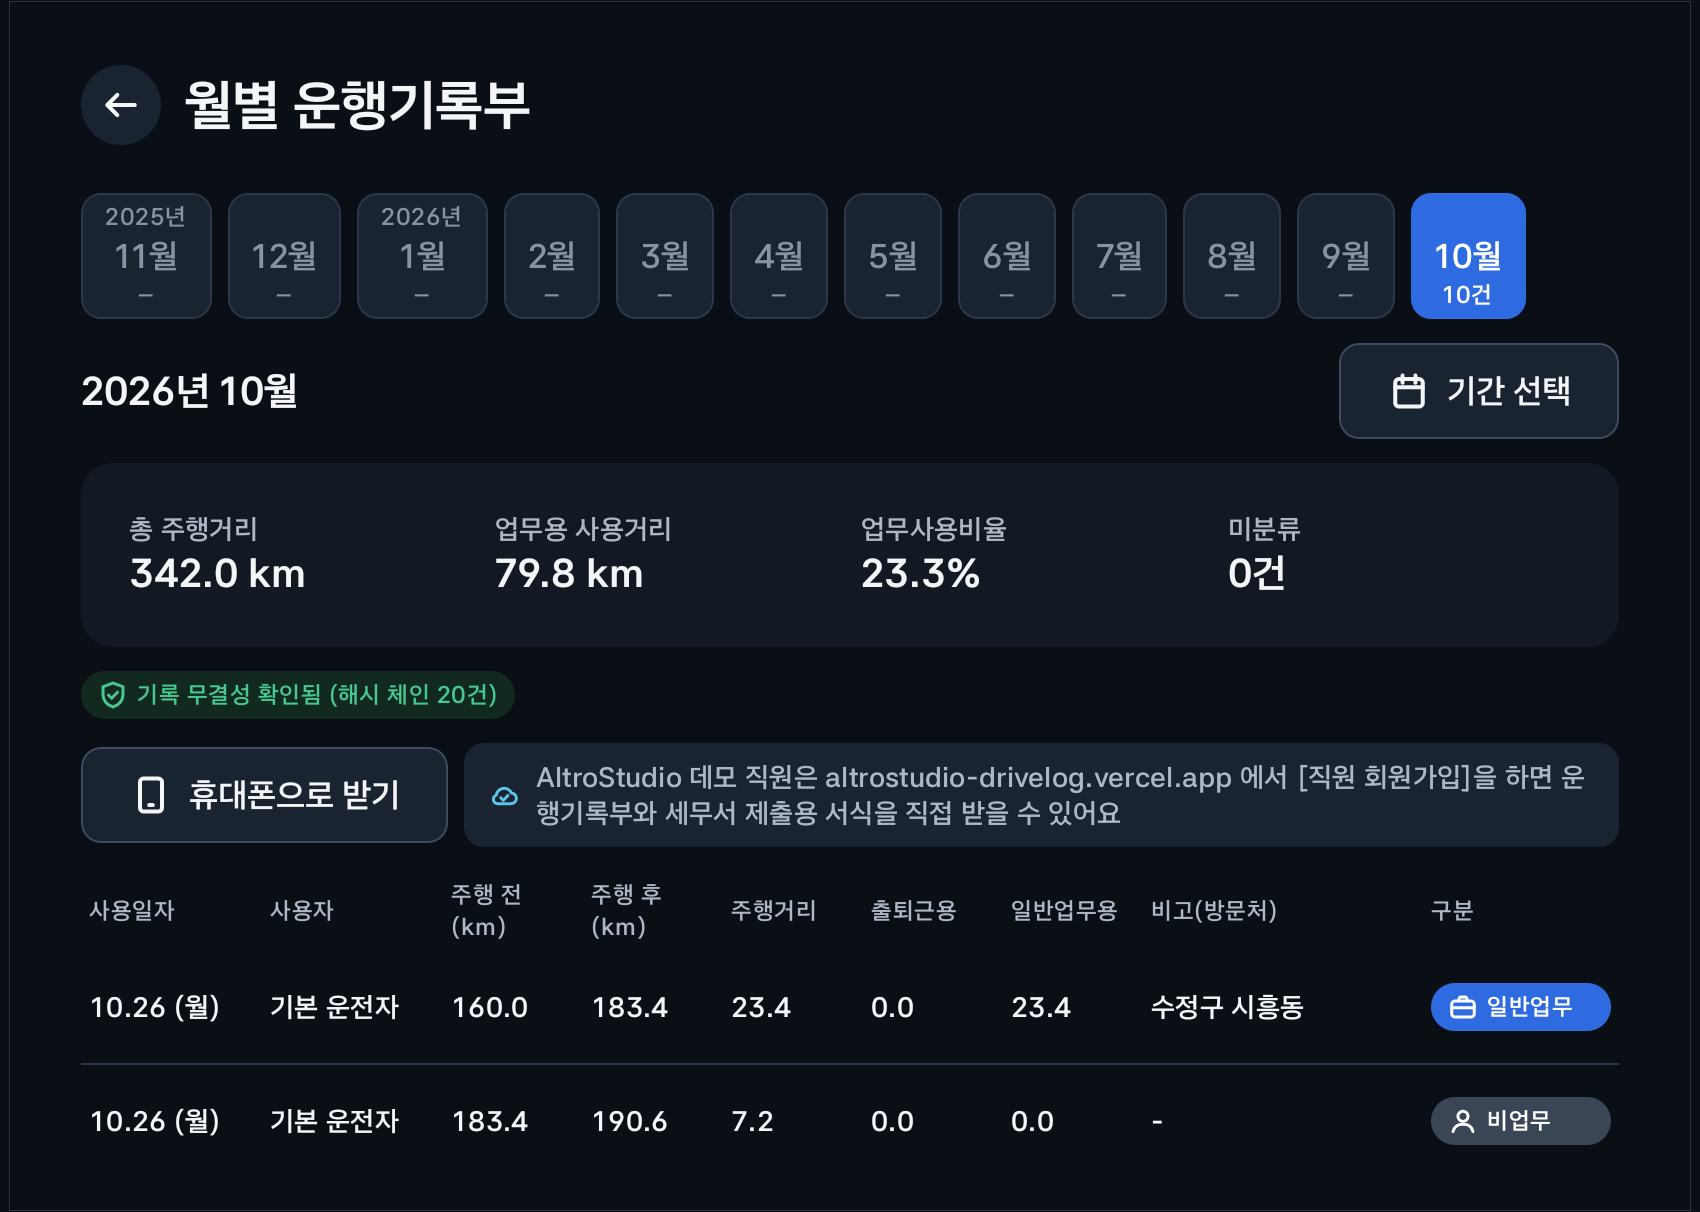 월별 운행기록부
2025년
11월
–
12월
–
2026년
1월
–
2월
–
3월
–
4월
–
5월
–
6월
–
7월
–
8월
–
9월
–
10월
10건
2026년 10월
기간 선택
총 주행거리
342.0 km
업무용 사용거리
79.8 km
업무사용비율
23.3%
미분류
0건
기록 무결성 확인됨 (해시 체인 20건)
휴대폰으로 받기
AltroStudio 데모 직원은 altrostudio-drivelog.vercel.app 에서 [직원 회원가입]을 하면 운
행기록부와 세무서 제출용 서식을 직접 받을 수 있어요
사용일자 사용자 주행 전 (km) 주행 후 (km) 주행거리 출퇴근용 일반업무용 비고(방문처) 구분
10.26 (월) 기본 운전자 160.0 183.4 23.4 0.0 23.4 수정구 시흥동 일반업무
10.26 (월) 기본 운전자 183.4 190.6 7.2 0.0 0.0 - 비업무